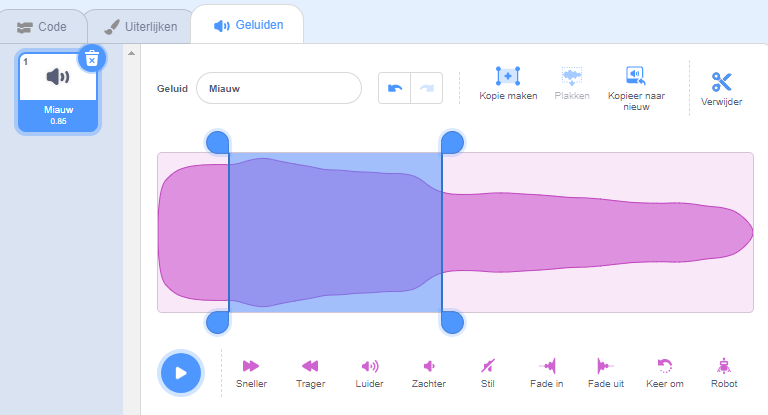 Code
Uiterlijken
Geluiden
1
Miauw
0.85
Geluid
Miauw
Kopie maken
Plakken
Kopieer naar
nieuw
Verwijder
Sneller
Trager
Luider
Zachter
Stil
Fade in
Fade uit
Keer om
Robot